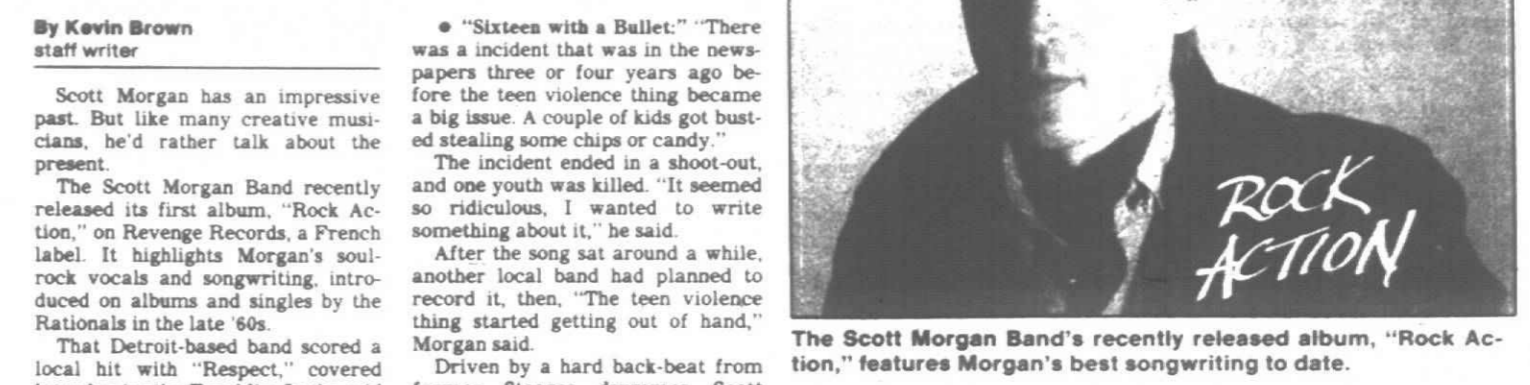 By Kevin Brown
staff writer
Scott Morgan has an impressive
past. But like many creative musi-
cians, he'd rather talk about the
present.
The Scott Morgan Band recently
released its first album, "Rock Ac-
tion," on Revenge Records, a French
label. It highlights Morgan's soul-
rock vocals and songwriting, intro-
duced on albums and singles by the
Rationals in the late '60s.
That Detroit-based band scored a
local hit with "Respect," covered
• "Sixteen with a Bullet:" "There
was a incident that was in the news-
papers three or four years ago be-
fore the teen violence thing became
a big issue. A couple of kids got bust-
ed stealing some chips or candy."
The incident ended in a shoot-out,
and one youth was killed. "It seemed
so ridiculous, I wanted to write
something about it," he said.
After the song sat around a while,
another local band had planned to
record it, then, "The teen violence
thing started getting out of hand,"
Morgan said.
Driven by a hard back-beat from
ROCK
ACTION
The Scott Morgan Band's recently released album, "Rock Ac-
tion," features Morgan's best songwriting to date.